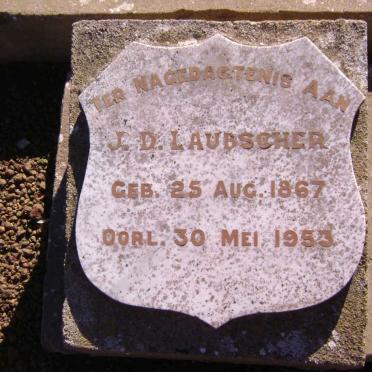 TER NAGEDAGTENIS AAN
J. D. LAUBSCHER
GEB. 25 AUG. 1867
OORL. 30 MEI 1953